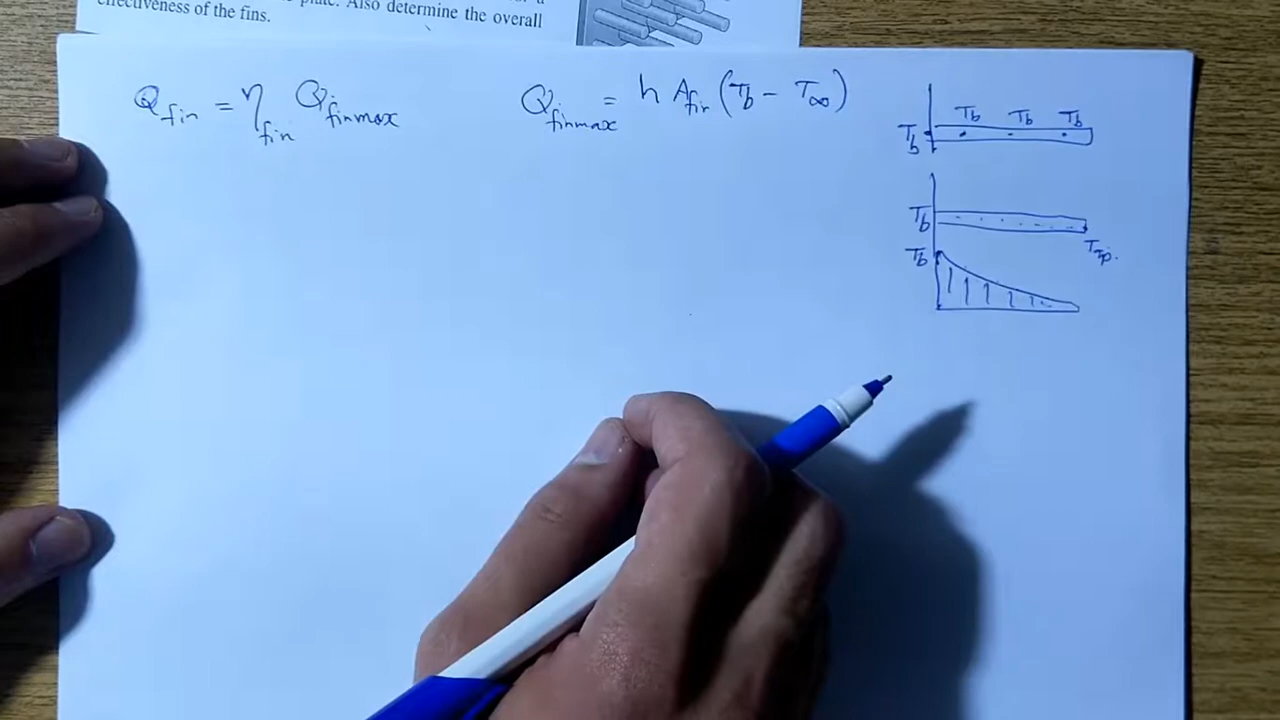 plate. Also determine the overall
effectiveness of the fins.
Q_fin = η_fin Q_finmax
Q_finmax = h A_fin (T_b - T_∞)
T_b T_b T_b
T_b
T_b
T_Tip.
T_b